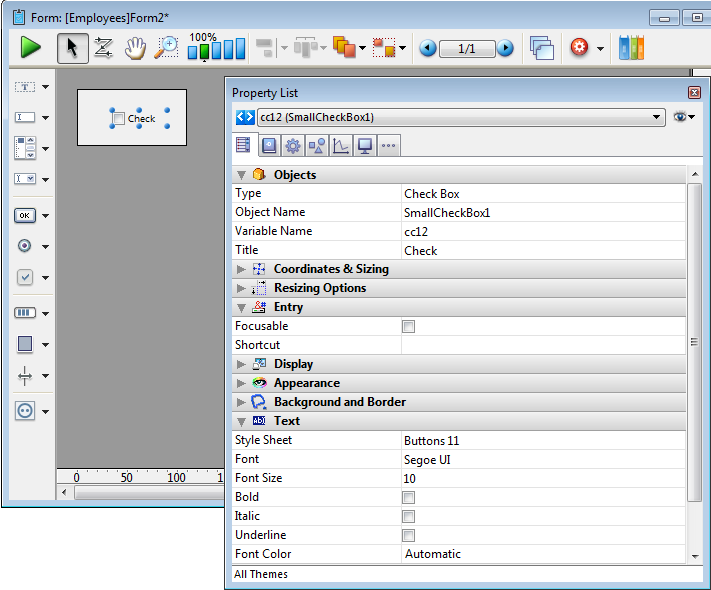 Form: [Employees]Form2*
100%
1/1
Check
OK
0 50 100 1
Property List
cc12 (SmallCheckBox1)
Objects
Type Check Box
Object Name SmallCheckBox1
Variable Name cc12
Title Check
Coordinates & Sizing
Resizing Options
Entry
Focusable
Shortcut
Display
Appearance
Background and Border
Text
Style Sheet Buttons 11
Font Segoe UI
Font Size 10
Bold
Italic
Underline
Font Color Automatic
All Themes